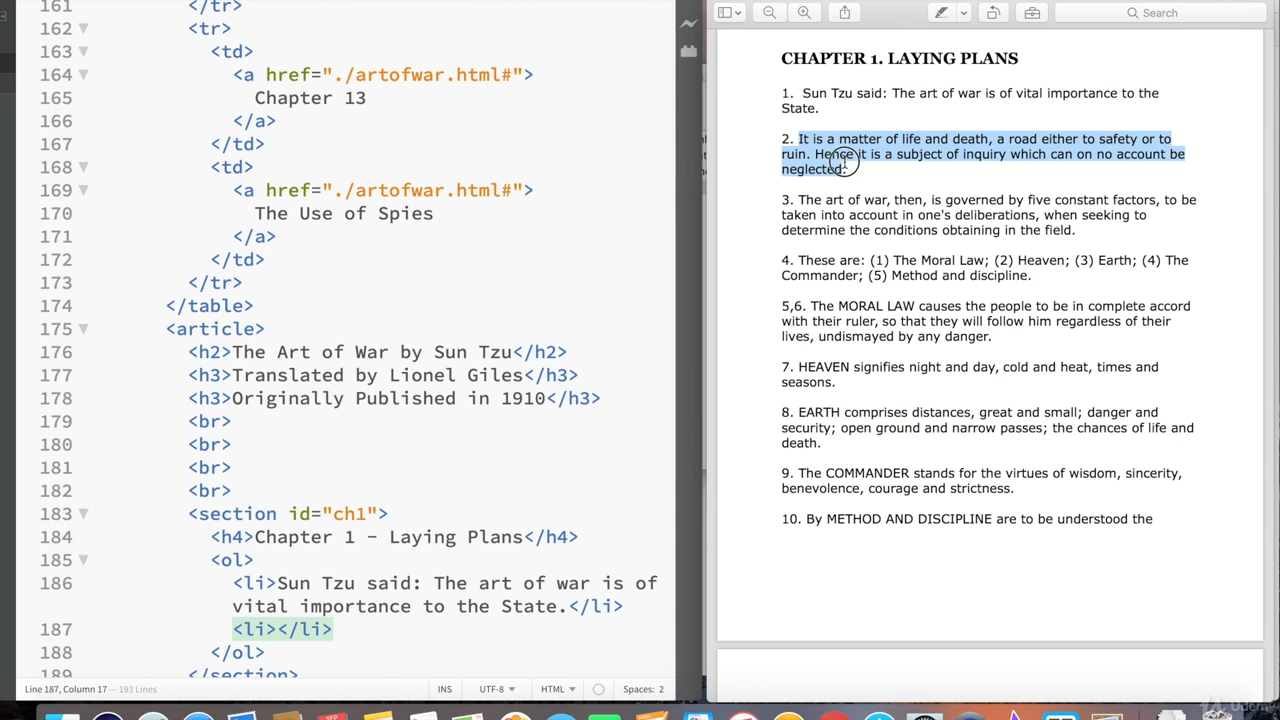 161 </tr>
162 <tr>
163 <td>
164 <a href="./artofwar.html#">
165 Chapter 13
166 </a>
167 </td>
168 <td>
169 <a href="./artofwar.html#">
170 The Use of Spies
171 </a>
172 </td>
173 </tr>
174 </table>
175 <article>
176 <h2>The Art of War by Sun Tzu</h2>
177 <h3>Translated by Lionel Giles</h3>
178 <h3>Originally Published in 1910</h3>
179 <br>
180 <br>
181 <br>
182 <br>
183 <section id="ch1">
184 <h4>Chapter 1 - Laying Plans</h4>
185 <ol>
186 <li>Sun Tzu said: The art of war is of
vital importance to the State.</li>
187 <li></li>
188 </ol>
189 </section>
Line 187, Column 17 — 193 Lines
INS
UTF-8
HTML
Spaces: 2
Search
CHAPTER 1. LAYING PLANS
1. Sun Tzu said: The art of war is of vital importance to the
State.
2. It is a matter of life and death, a road either to safety or to
ruin. Hence it is a subject of inquiry which can on no account be
neglected.
3. The art of war, then, is governed by five constant factors, to be
taken into account in one's deliberations, when seeking to
determine the conditions obtaining in the field.
4. These are: (1) The Moral Law; (2) Heaven; (3) Earth; (4) The
Commander; (5) Method and discipline.
5,6. The MORAL LAW causes the people to be in complete accord
with their ruler, so that they will follow him regardless of their
lives, undismayed by any danger.
7. HEAVEN signifies night and day, cold and heat, times and
seasons.
8. EARTH comprises distances, great and small; danger and
security; open ground and narrow passes; the chances of life and
death.
9. The COMMANDER stands for the virtues of wisdom, sincerity,
benevolence, courage and strictness.
10. By METHOD AND DISCIPLINE are to be understood the
Udemy